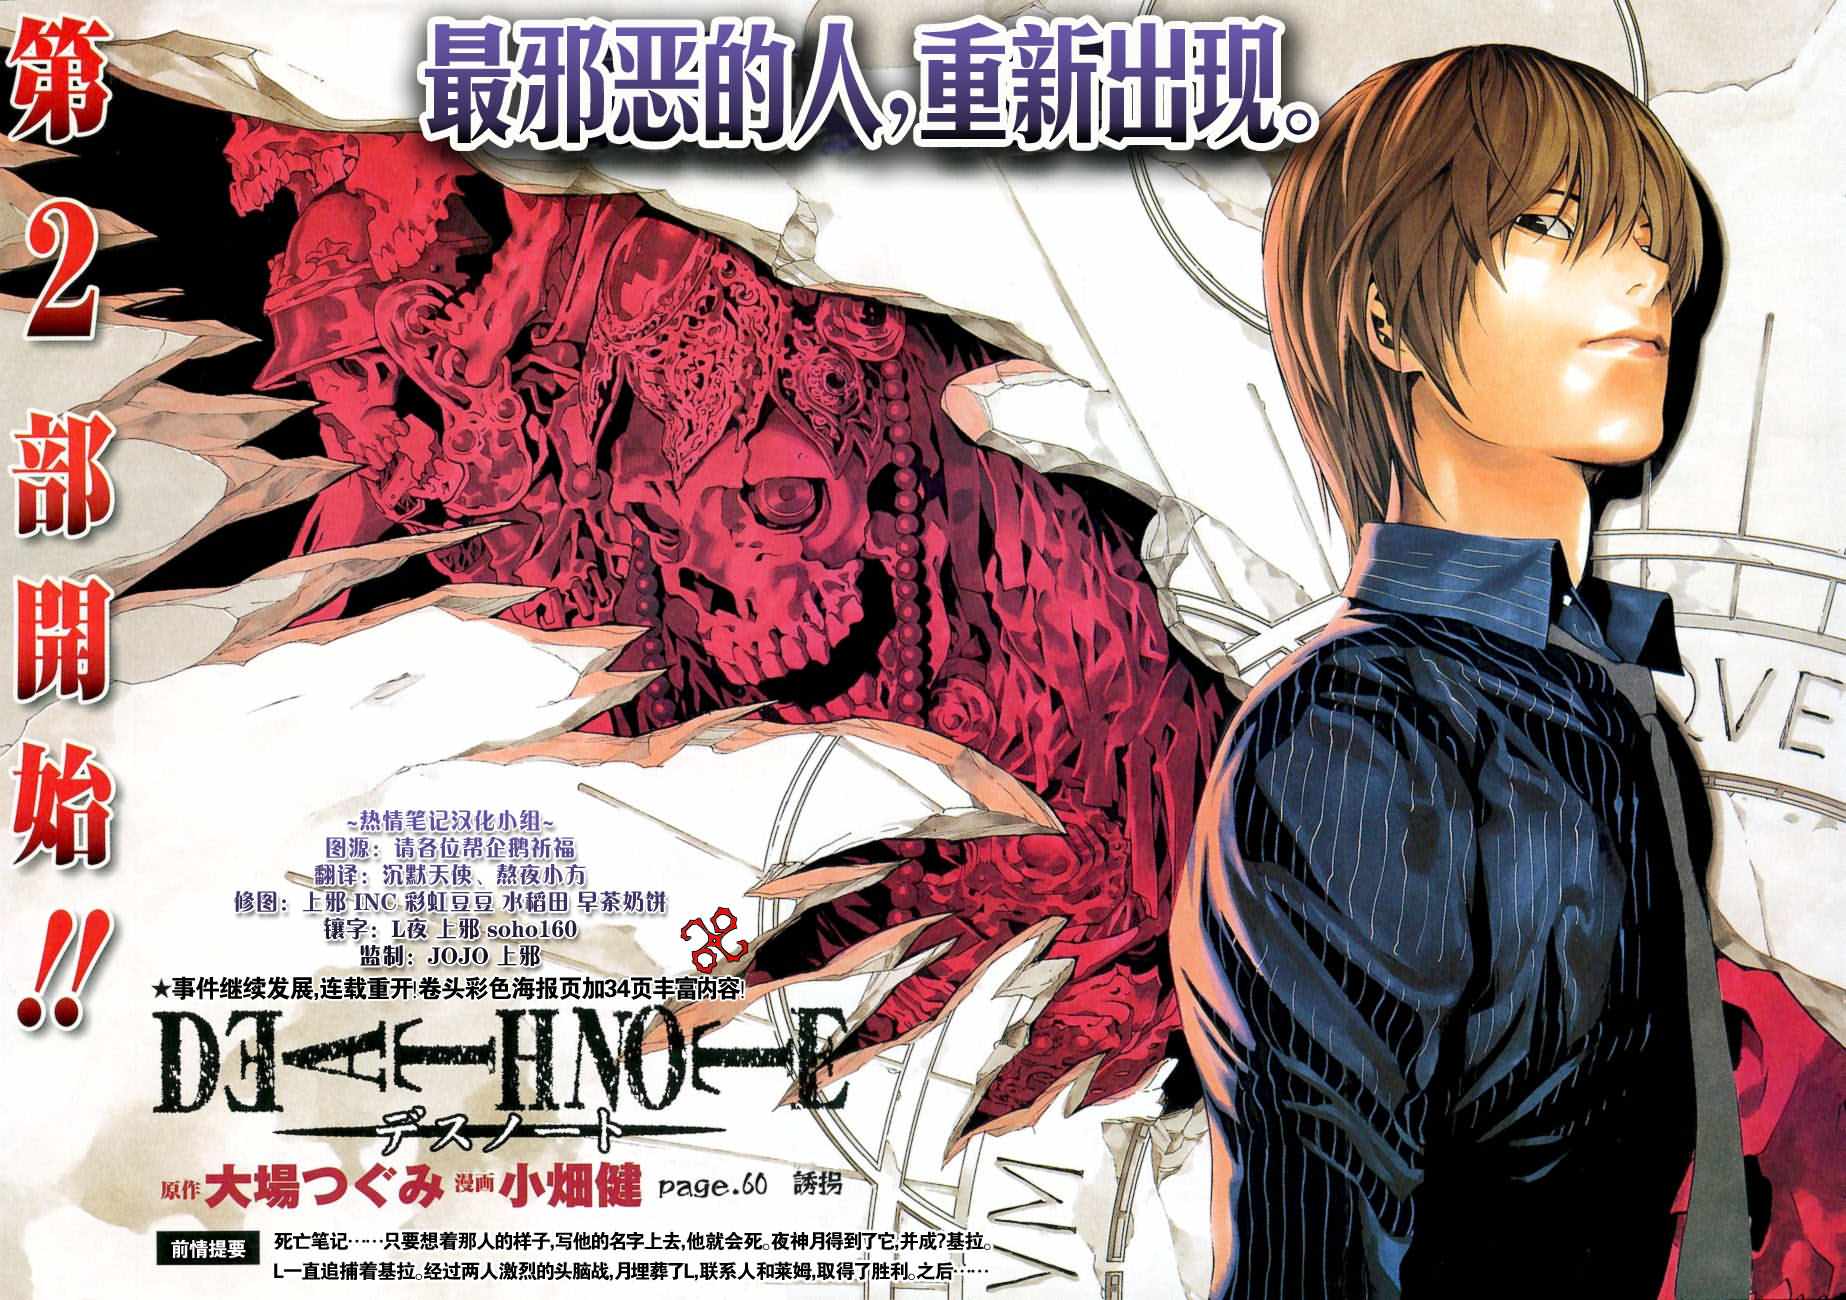 最邪恶的人,重新出现。
第2部開始!!
~热情笔记汉化小组~
图源：请各位帮企鹅祈福
翻译：沉默天使、熬夜小方
修图：上邪 INC 彩虹豆豆 水稻田 早茶奶饼
镶字：L夜 上邪 soho160
监制：JOJO 上邪
★事件继续发展,连载重开!卷头彩色海报页加34页丰富内容!
DEATH NOTE
デスノート
原作 大場つぐみ 漫画 小畑健 page.60 誘拐
前情提要
死亡笔记……只要想着那人的样子,写他的名字上去,他就会死。夜神月得到了它,并成?基拉。
L一直追捕着基拉。经过两人激烈的头脑战,月埋葬了L,联系人和莱姆,取得了胜利。之后……
VE
VM